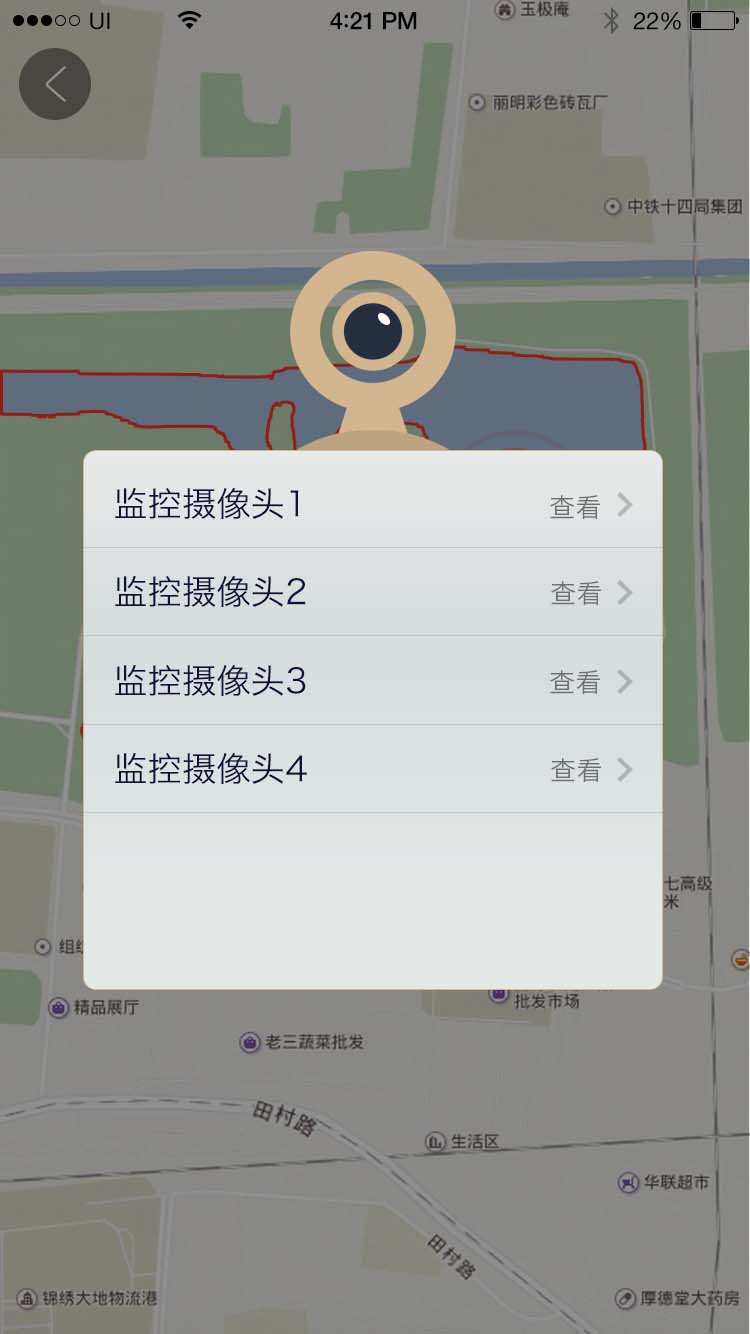 UI
4:21 PM
22%
玉极庵
丽明彩色砖瓦厂
中铁十四局集团
监控摄像头1 查看
监控摄像头2 查看
监控摄像头3 查看
监控摄像头4 查看
七高级
米
精品展厅
批发市场
老三蔬菜批发
田村路
生活区
华联超市
田村路
锦绣大地物流港
厚德堂大药房